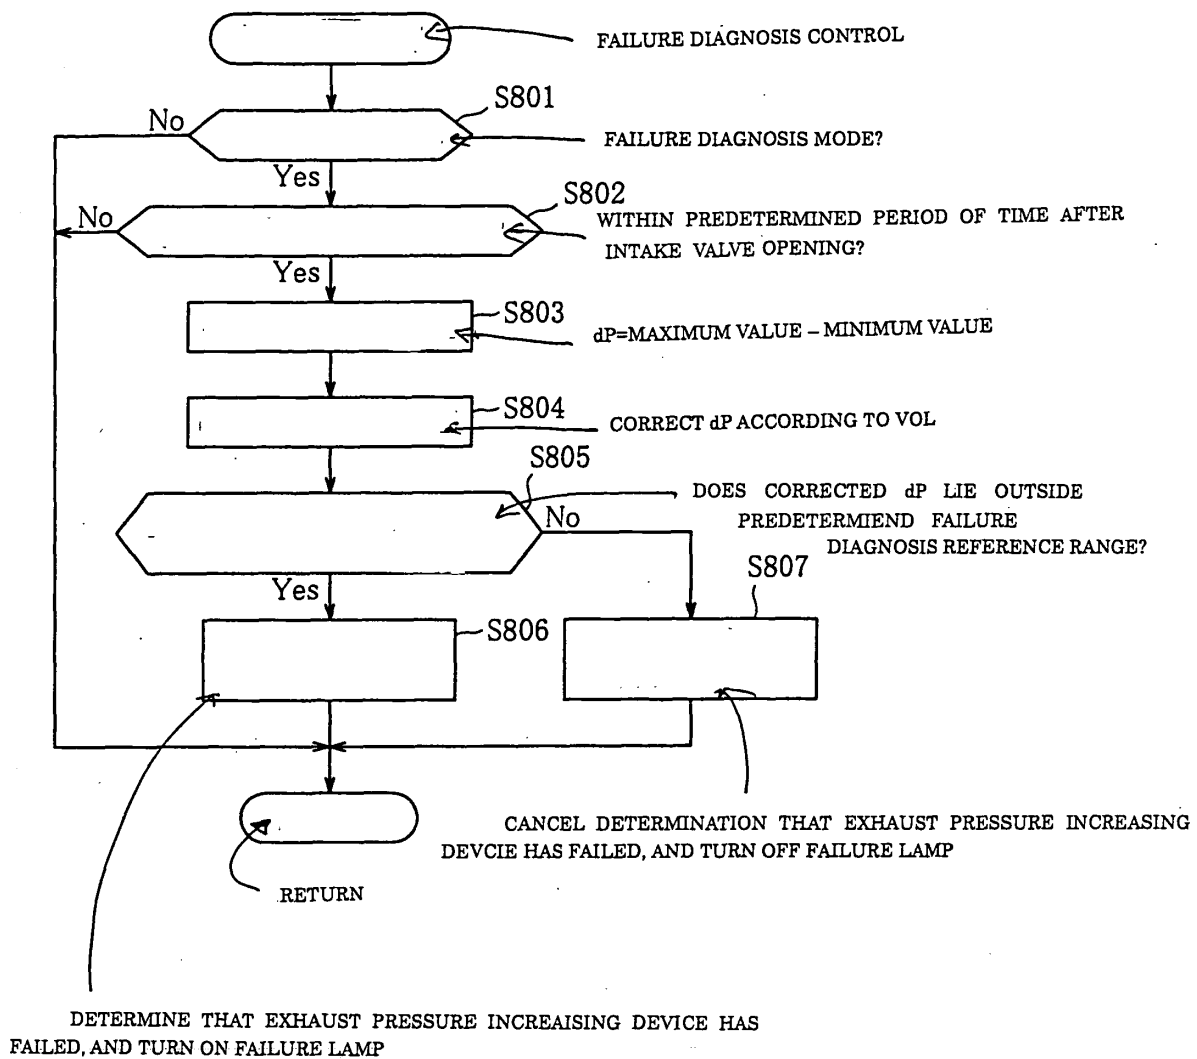 FAILURE DIAGNOSIS CONTROL
S801
No
FAILURE DIAGNOSIS MODE?
Yes
S802
No
WITHIN PREDETERMINED PERIOD OF TIME AFTER
INTAKE VALVE OPENING?
Yes
S803
dP=MAXIMUM VALUE – MINIMUM VALUE
S804
CORRECT dP ACCORDING TO VOL
S805
DOES CORRECTED dP LIE OUTSIDE
No
PREDETERMIEND FAILURE
DIAGNOSIS REFERENCE RANGE?
S807
Yes
S806
CANCEL DETERMINATION THAT EXHAUST PRESSURE INCREASING
DEVCIE HAS FAILED, AND TURN OFF FAILURE LAMP
RETURN
DETERMINE THAT EXHAUST PRESSURE INCREAISING DEVICE HAS
FAILED, AND TURN ON FAILURE LAMP